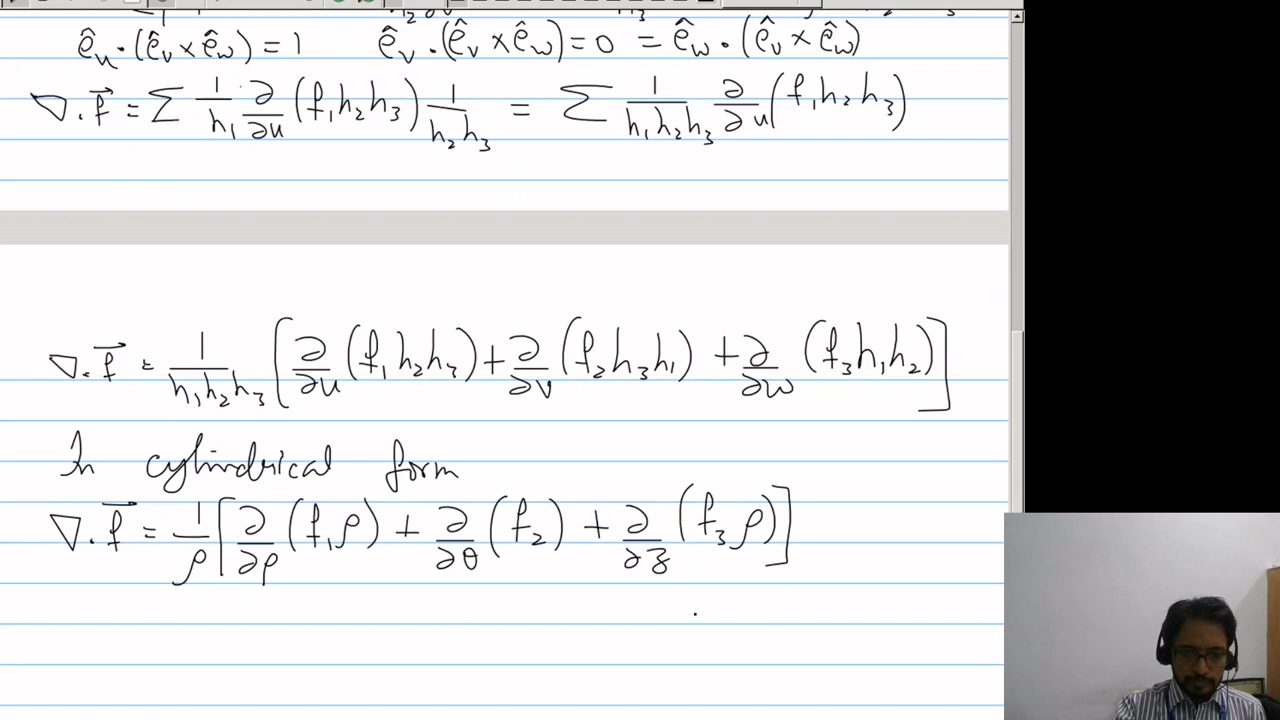 ê_u · (ê_v × ê_w) = 1 ê_v · (ê_v × ê_w) = 0 = ê_w · (ê_v × ê_w)
∇ . f⃗ = Σ 1/h₁ ∂/∂u (f₁h₂h₃) 1/h₂h₃ = Σ 1/h₁h₂h₃ ∂/∂u (f₁h₂h₃)
∇ . f⃗ = 1/h₁h₂h₃ [∂/∂u (f₁h₂h₃) + ∂/∂v (f₂h₃h₁) + ∂/∂w (f₃h₁h₂)]
In cylindrical form
∇ . f⃗ = 1/ρ [∂/∂ρ (f₁ρ) + ∂/∂θ (f₂) + ∂/∂z (f₃ρ)]